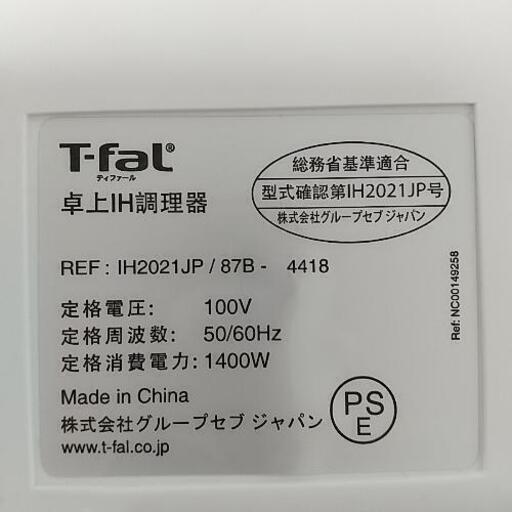 T-fal®
ティファール
卓上IH調理器
総務省基準適合
型式確認第IH2021JP号
株式会社グループセブ ジャパン
REF : IH2021JP / 87B - 4418
定格電圧: 100V
定格周波数: 50/60Hz
定格消費電力: 1400W
Made in China
株式会社グループセブ ジャパン
www.t-fal.co.jp
PS
E
Ref: NC00149258